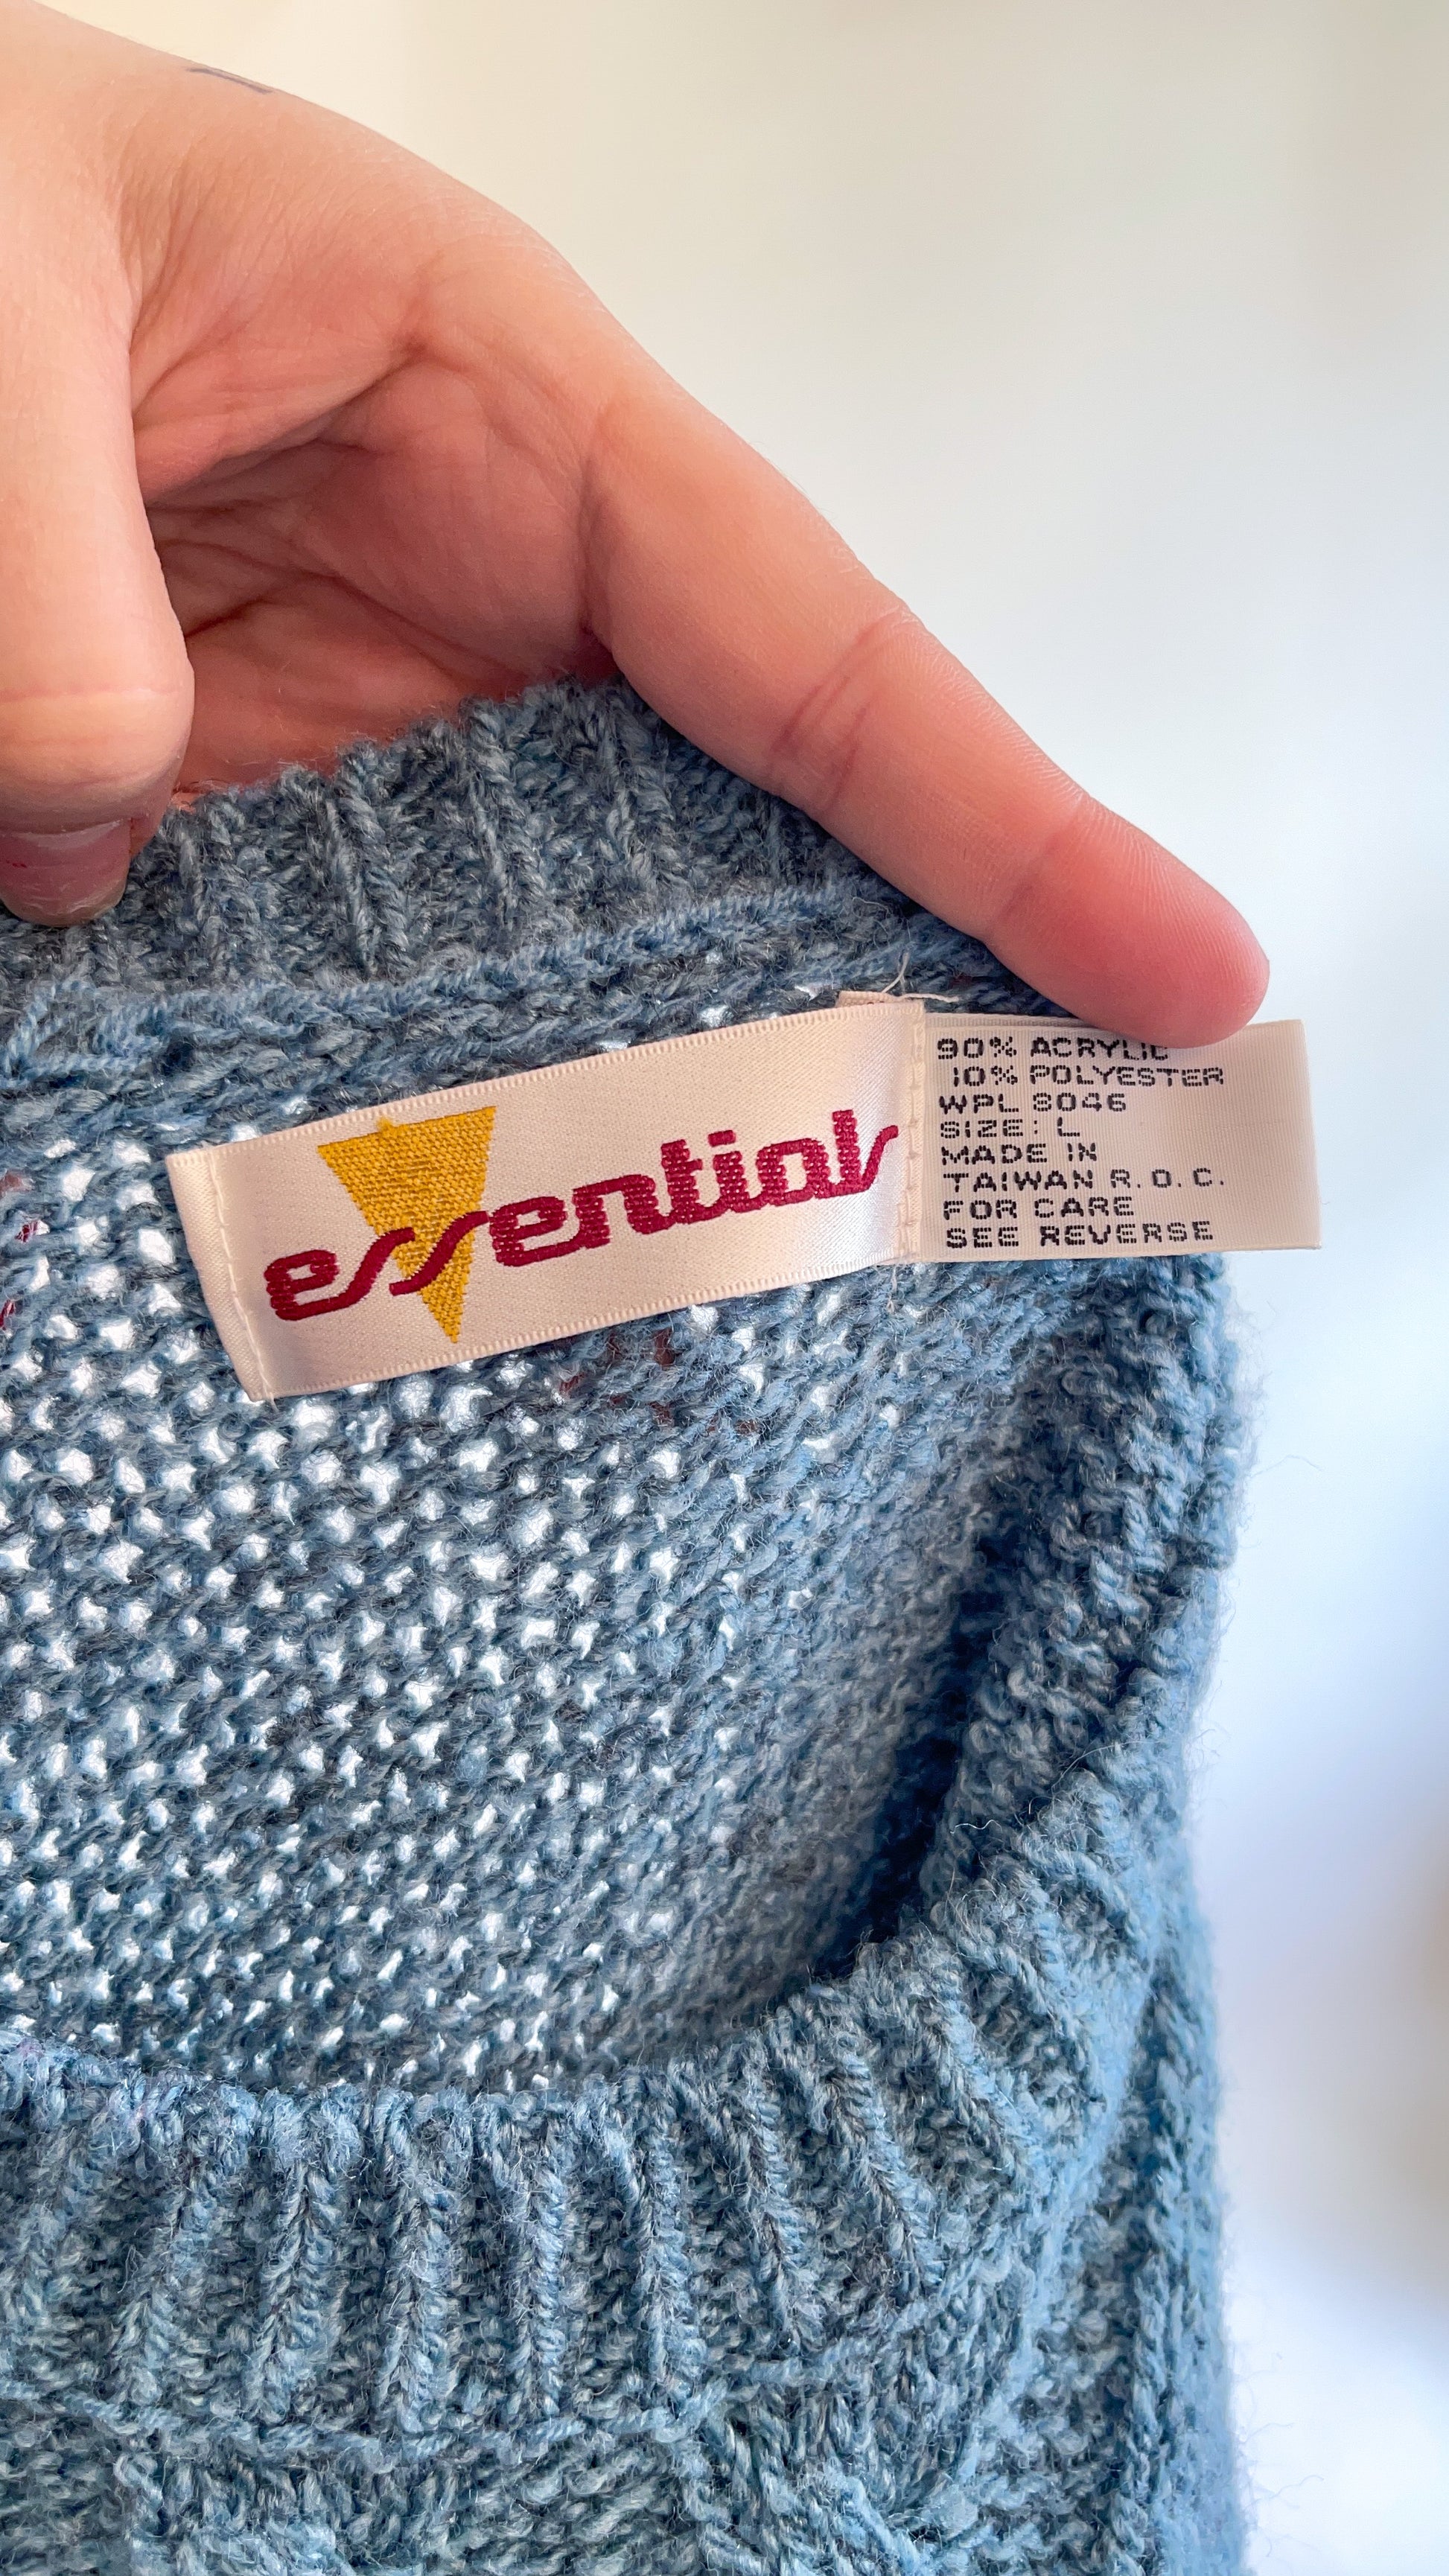 essentials
90% ACRYLIC
10% POLYESTER
WPL 8046
SIZE: L
MADE IN
TAIWAN R.O.C.
FOR CARE
SEE REVERSE